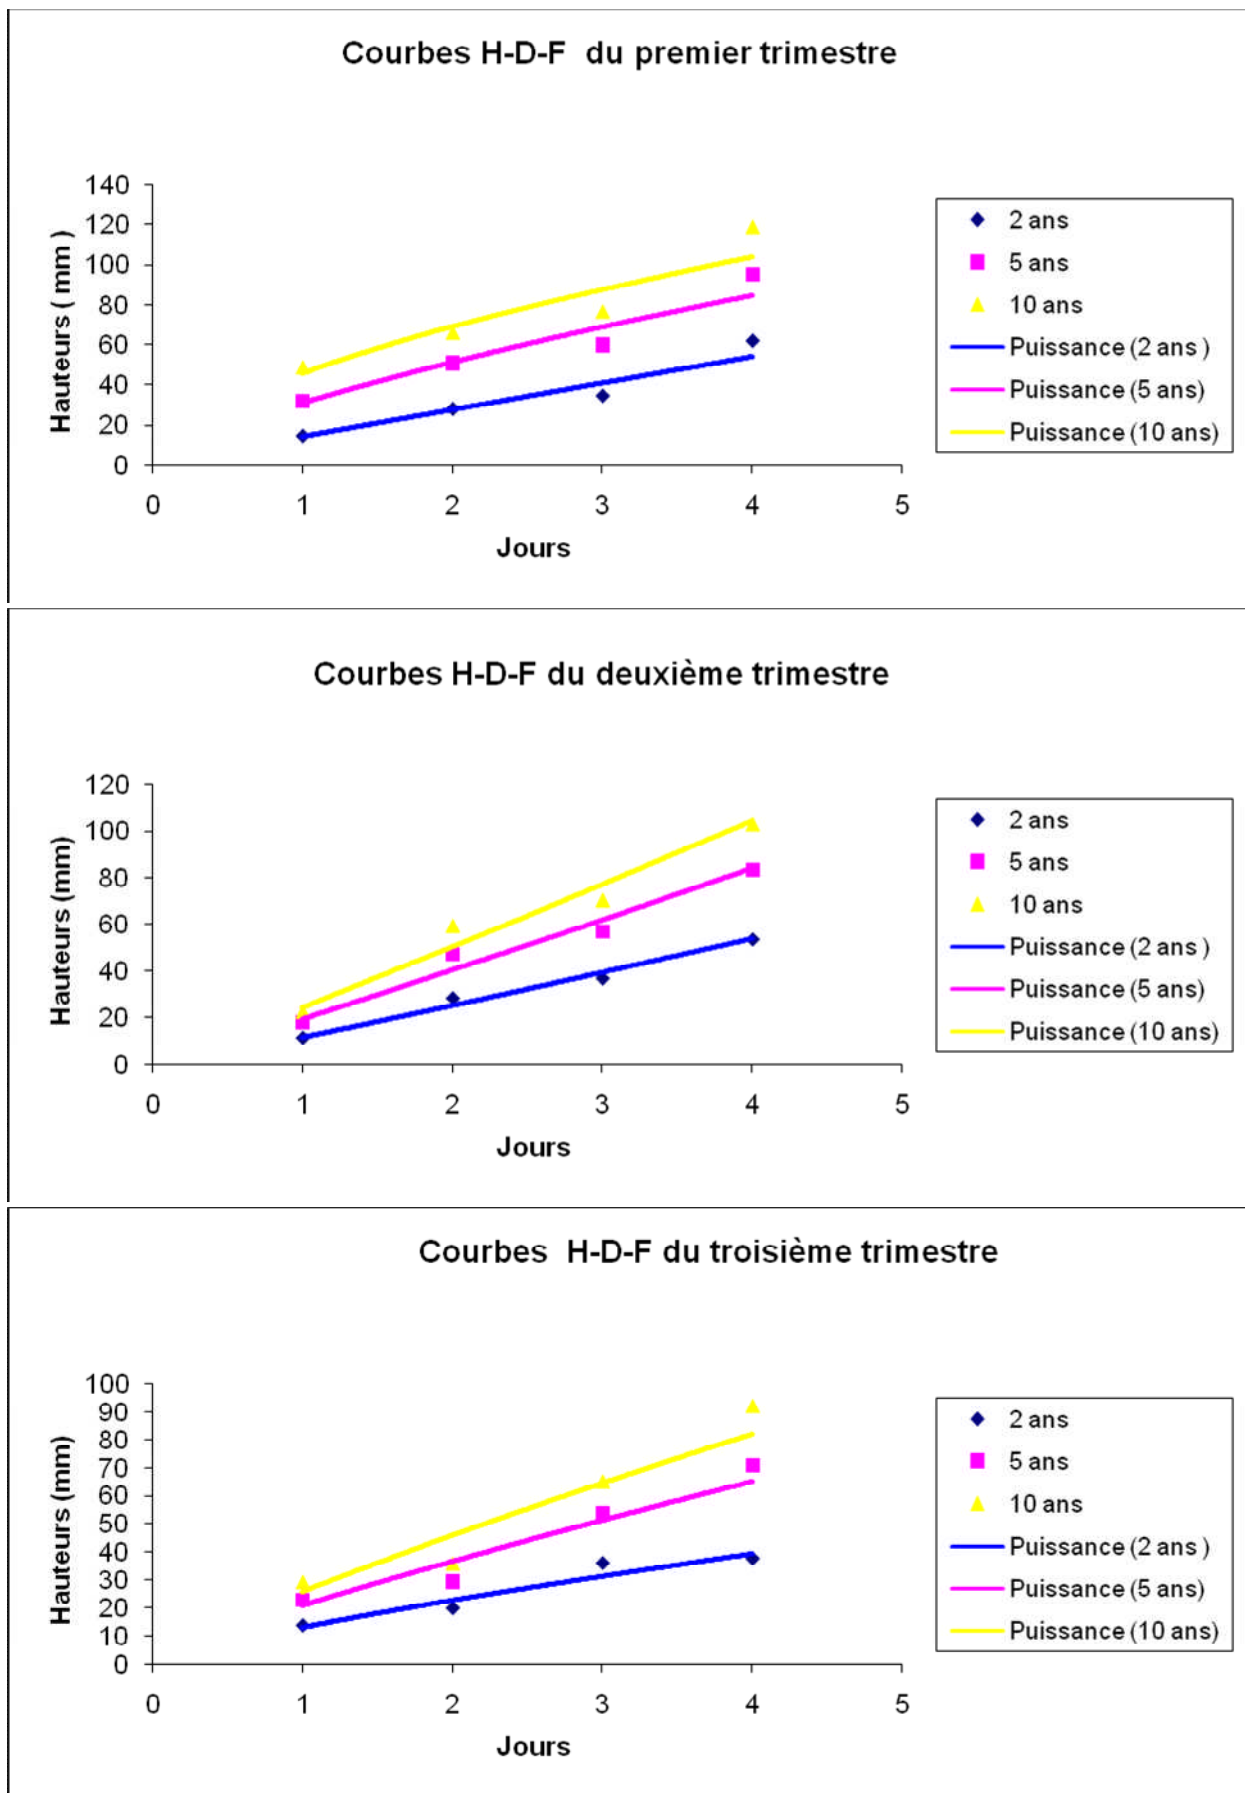 Courbes H-D-F du premier trimestre
Hauteurs ( mm )
140
120
100
80
60
40
20
0
0 1 2 3 4 5
Jours
2 ans
5 ans
10 ans
Puissance (2 ans )
Puissance (5 ans)
Puissance (10 ans)
Courbes H-D-F du deuxième trimestre
Hauteurs (mm)
120
100
80
60
40
20
0
0 1 2 3 4 5
Jours
2 ans
5 ans
10 ans
Puissance (2 ans )
Puissance (5 ans)
Puissance (10 ans)
Courbes H-D-F du troisième trimestre
Hauteurs (mm)
100
90
80
70
60
50
40
30
20
10
0
0 1 2 3 4 5
Jours
2 ans
5 ans
10 ans
Puissance (2 ans )
Puissance (5 ans)
Puissance (10 ans)